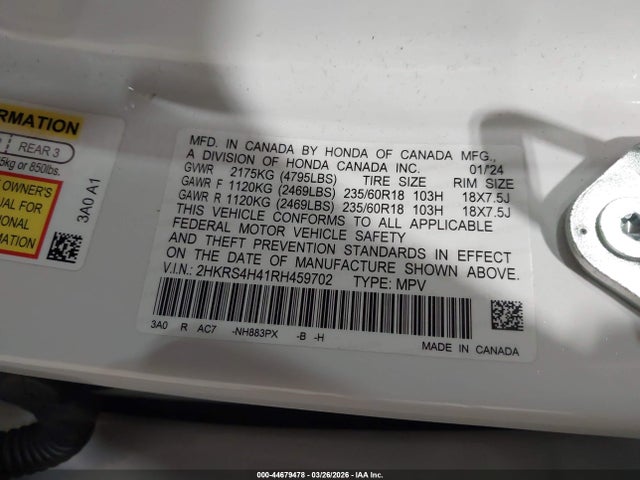 ORMATION
REAR 3
5kg or 850lbs.
OWNER'S
UAL FOR
TIONAL
MATION
3A0 A1
MFD. IN CANADA BY HONDA OF CANADA MFG.,
A DIVISION OF HONDA CANADA INC. 01/24
GVWR 2175KG (4795LBS) TIRE SIZE RIM SIZE
GAWR F 1120KG (2469LBS) 235/60R18 103H 18X7.5J
GAWR R 1120KG (2469LBS) 235/60R18 103H 18X7.5J
THIS VEHICLE CONFORMS TO ALL APPLICABLE
FEDERAL MOTOR VEHICLE SAFETY
AND THEFT PREVENTION STANDARDS IN EFFECT
ON THE DATE OF MANUFACTURE SHOWN ABOVE.
V.I.N.: 2HKRS4H41RH459702 TYPE: MPV
3A0 R AC7 -NH883PX -B -H
MADE IN CANADA
000-44679478 | 03/26/2026 | IAA Inc.